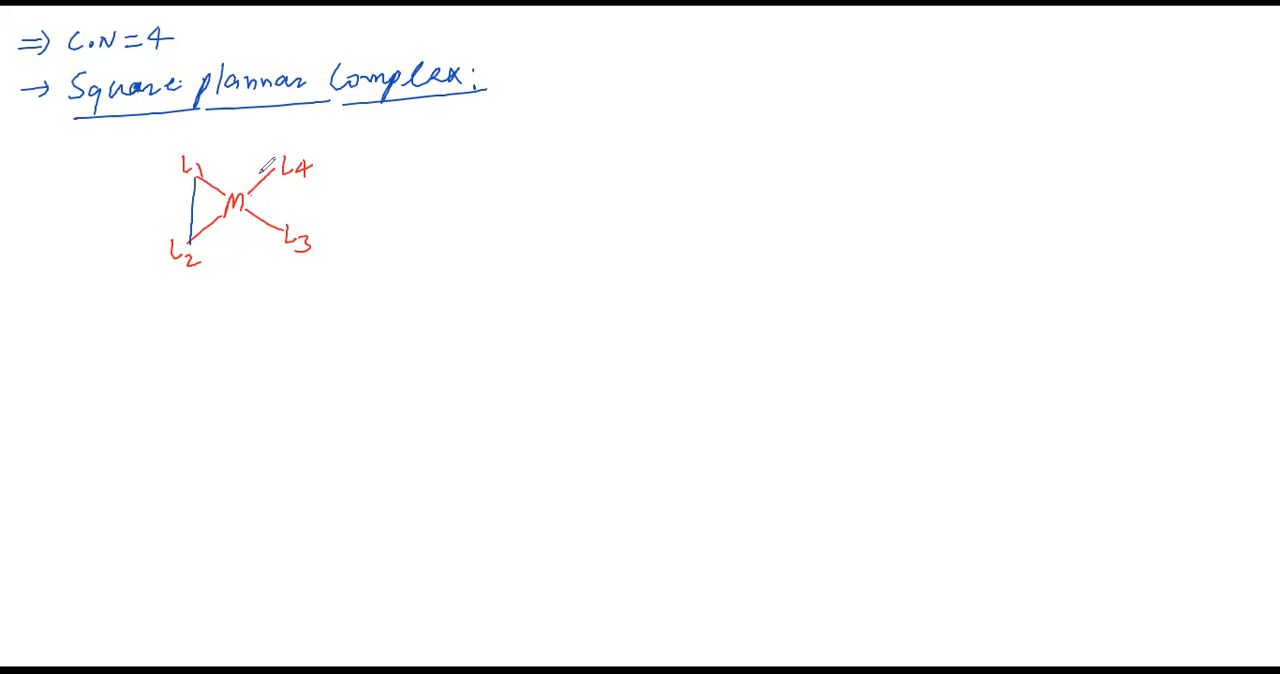 ⇒ C.N = 4
→ Square plannar Complex:
L1 L4
M
L2 L3